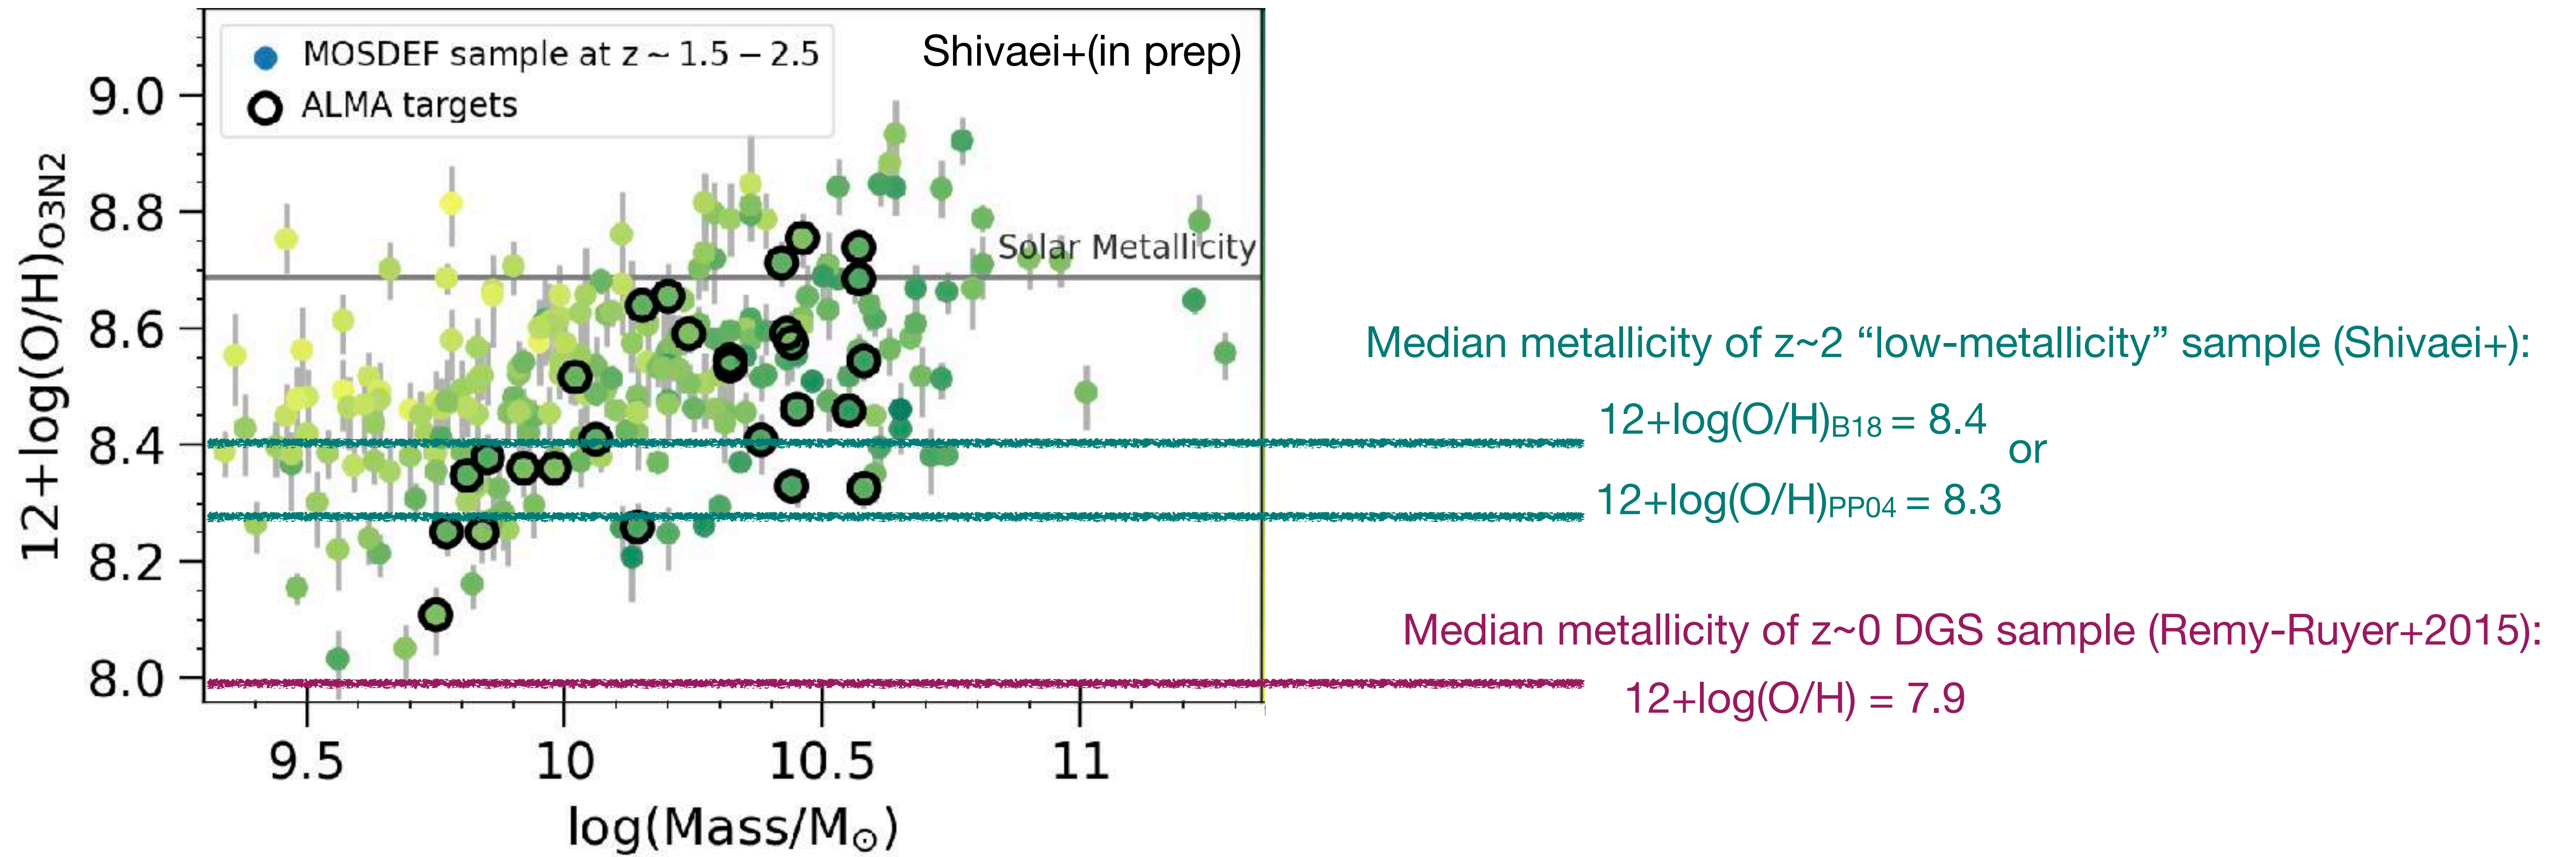 MOSDEF sample at z ~ 1.5 – 2.5
ALMA targets
Shivaei+(in prep)
Solar Metallicity
12+log(O/H)O3N2
9.0
8.8
8.6
8.4
8.2
8.0
9.5 10 10.5 11
log(Mass/M⊙)
Median metallicity of z~2 “low-metallicity” sample (Shivaei+):
12+log(O/H)B18 = 8.4
or
12+log(O/H)PP04 = 8.3
Median metallicity of z~0 DGS sample (Remy-Ruyer+2015):
12+log(O/H) = 7.9